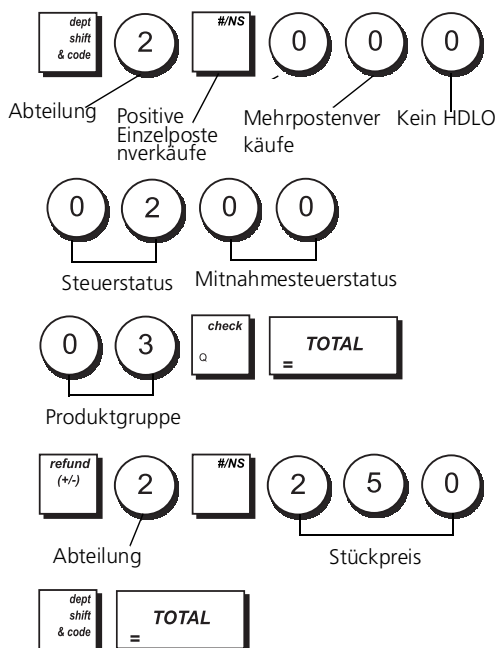 dept
shift
& code
2
#/NS
0
0
0
Abteilung
Positive
Einzelposte
nverkäufe
Mehrpostenver
käufe
Kein HDLO
0
2
0
0
Steuerstatus
Mitnahmesteuerstatus
0
3
check
Q
TOTAL
=
Produktgruppe
refund
(+/-)
2
#/NS
2
5
0
Abteilung
Stückpreis
dept
shift
& code
TOTAL
=